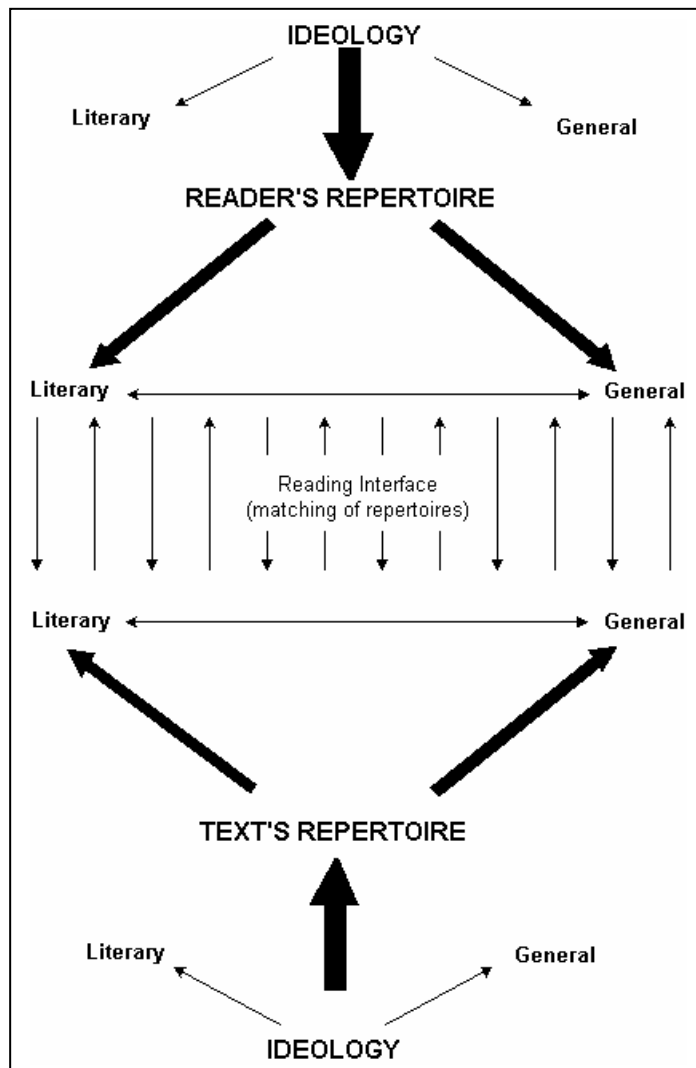 IDEOLOGY
Literary
General
READER'S REPERTOIRE
Literary
General
Reading Interface
(matching of repertoires)
Literary
General
TEXT'S REPERTOIRE
Literary
General
IDEOLOGY